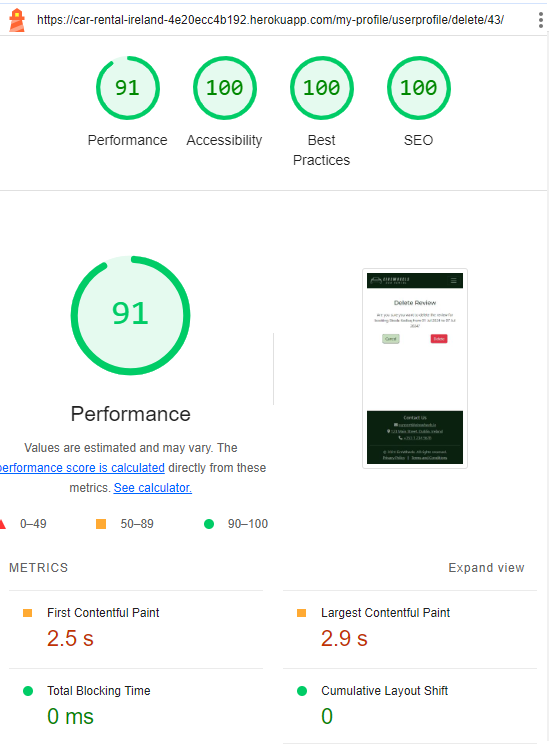 https://car-rental-ireland-4e20ecc4b192.herokuapp.com/my-profile/userprofile/delete/43/
91
100
100
100
Performance
Accessibility
Best
Practices
SEO
91
Performance
Values are estimated and may vary. The
performance score is calculated directly from these
metrics. See calculator.
0–49
50–89
90–100
Delete Review
Cancel
Delete
Contact Us
METRICS
Expand view
First Contentful Paint
2.5 s
Largest Contentful Paint
2.9 s
Total Blocking Time
0 ms
Cumulative Layout Shift
0